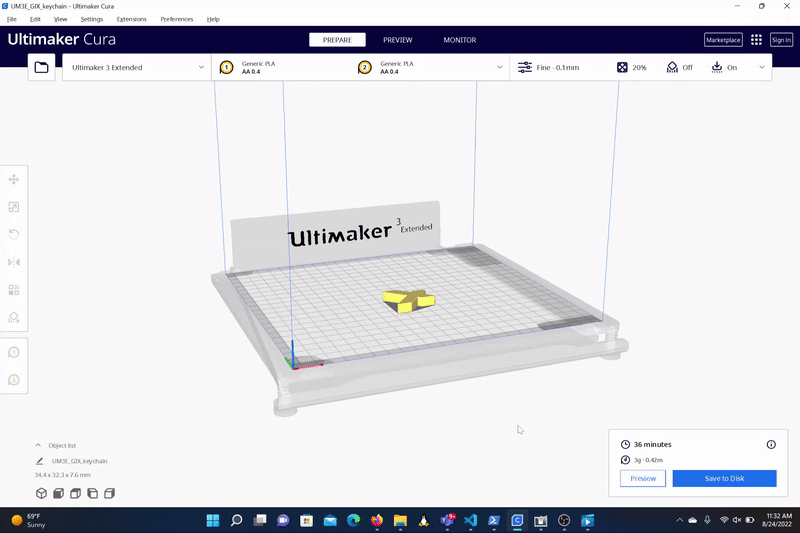 UM3E_GIX_keychain - Ultimaker Cura
File Edit View Settings Extensions Preferences Help
Ultimaker Cura
PREPARE PREVIEW MONITOR
Marketplace Sign in
Ultimaker 3 Extended
1 Generic PLA
AA 0.4
2 Generic PLA
AA 0.4
Fine - 0.1mm 20% Off On
Ultimaker 3 Extended
1
2
Object list
UM3E_GIX_keychain
34.4 x 32.3 x 7.6 mm
36 minutes
3g · 0.42m
Preview Save to Disk
69°F
Sunny
11:32 AM
8/24/2022